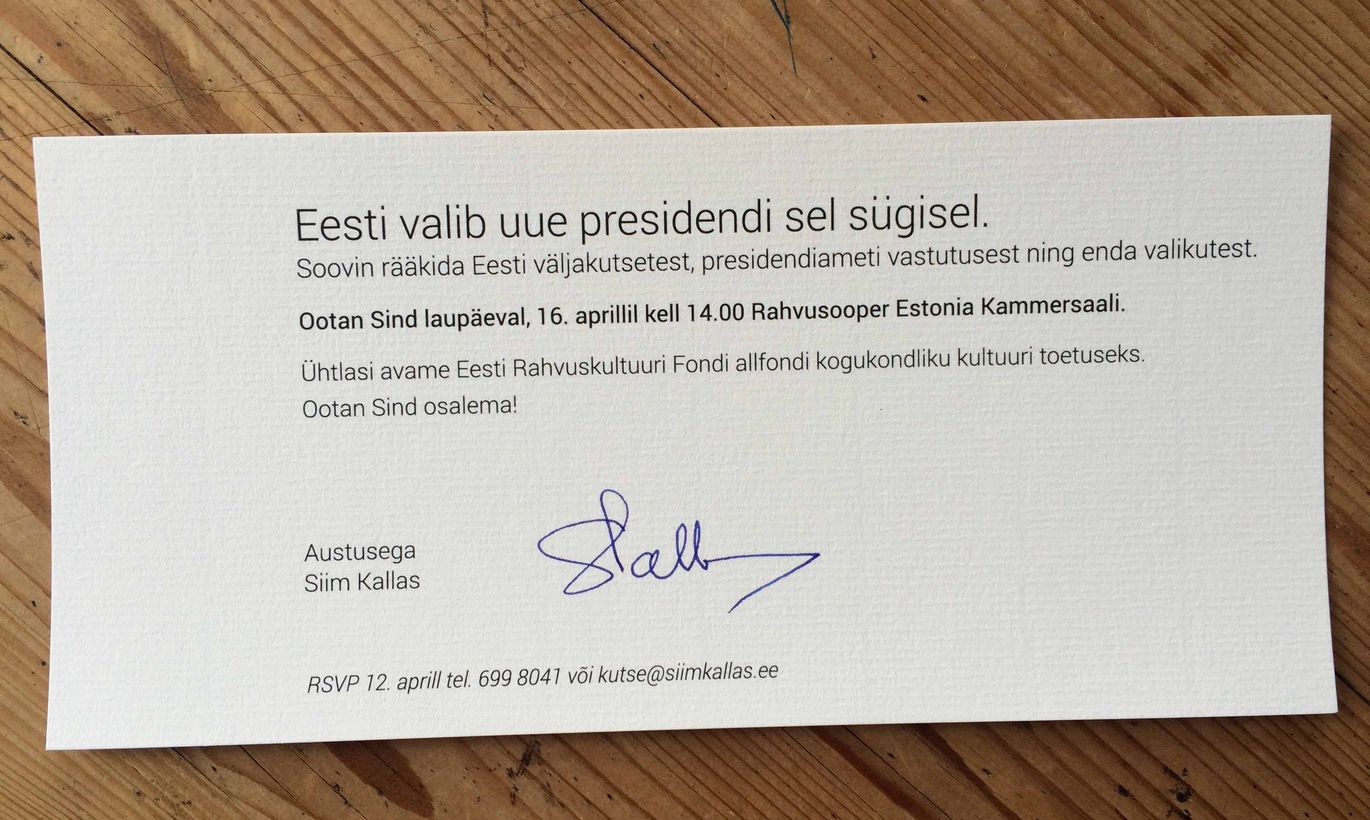 Eesti valib uue presidendi sel sügisel.
Soovin rääkida Eesti väljakutsetest, presidendiameti vastutusest ning enda valikutest.
Ootan Sind laupäeval, 16. aprillil kell 14.00 Rahvusooper Estonia Kammersaali.
Ühtlasi avame Eesti Rahvuskultuuri Fondi allfondi kogukondliku kultuuri toetuseks.
Ootan Sind osalema!
Austusega
Siim Kallas
RSVP 12. aprill tel. 699 8041 või kutse@siimkallas.ee